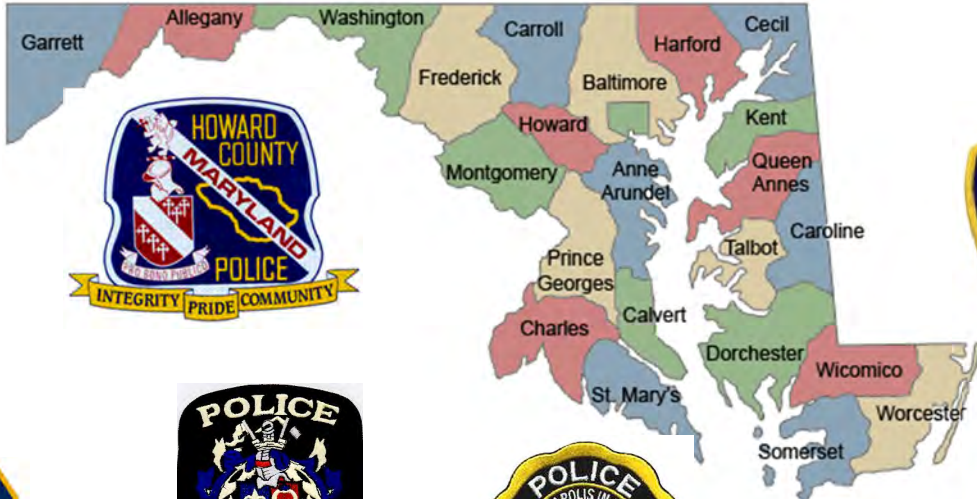 Garrett
Allegany
Washington
Frederick
Carroll
Baltimore
Harford
Cecil
Howard
Montgomery
Anne
Arundel
Kent
Queen
Annes
Caroline
Talbot
Prince
Georges
Calvert
Charles
St. Mary's
Dorchester
Wicomico
Worcester
Somerset
HOWARD
COUNTY
MARYLAND
PRO BONO PUBLICO
POLICE
INTEGRITY PRIDE COMMUNITY
POLICE
POLICE